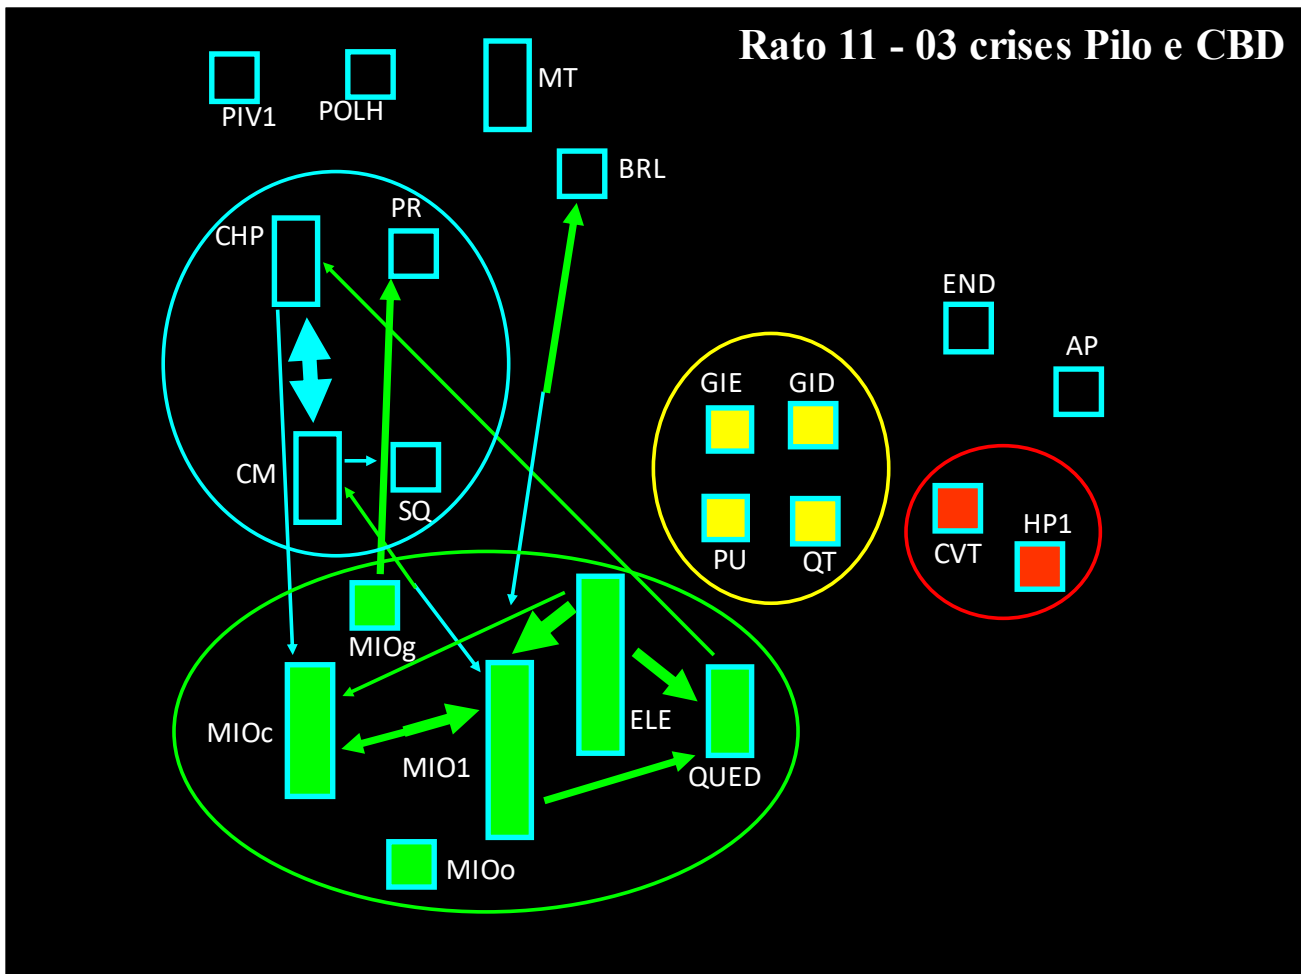 Rato 11 - 03 crises Pilo e CBD
PIV1
POLH
MT
BRL
PR
CHP
CM
SQ
END
AP
GIE
GID
PU
QT
CVT
HP1
MIOg
MIOc
MIO1
ELE
QUED
MIOo